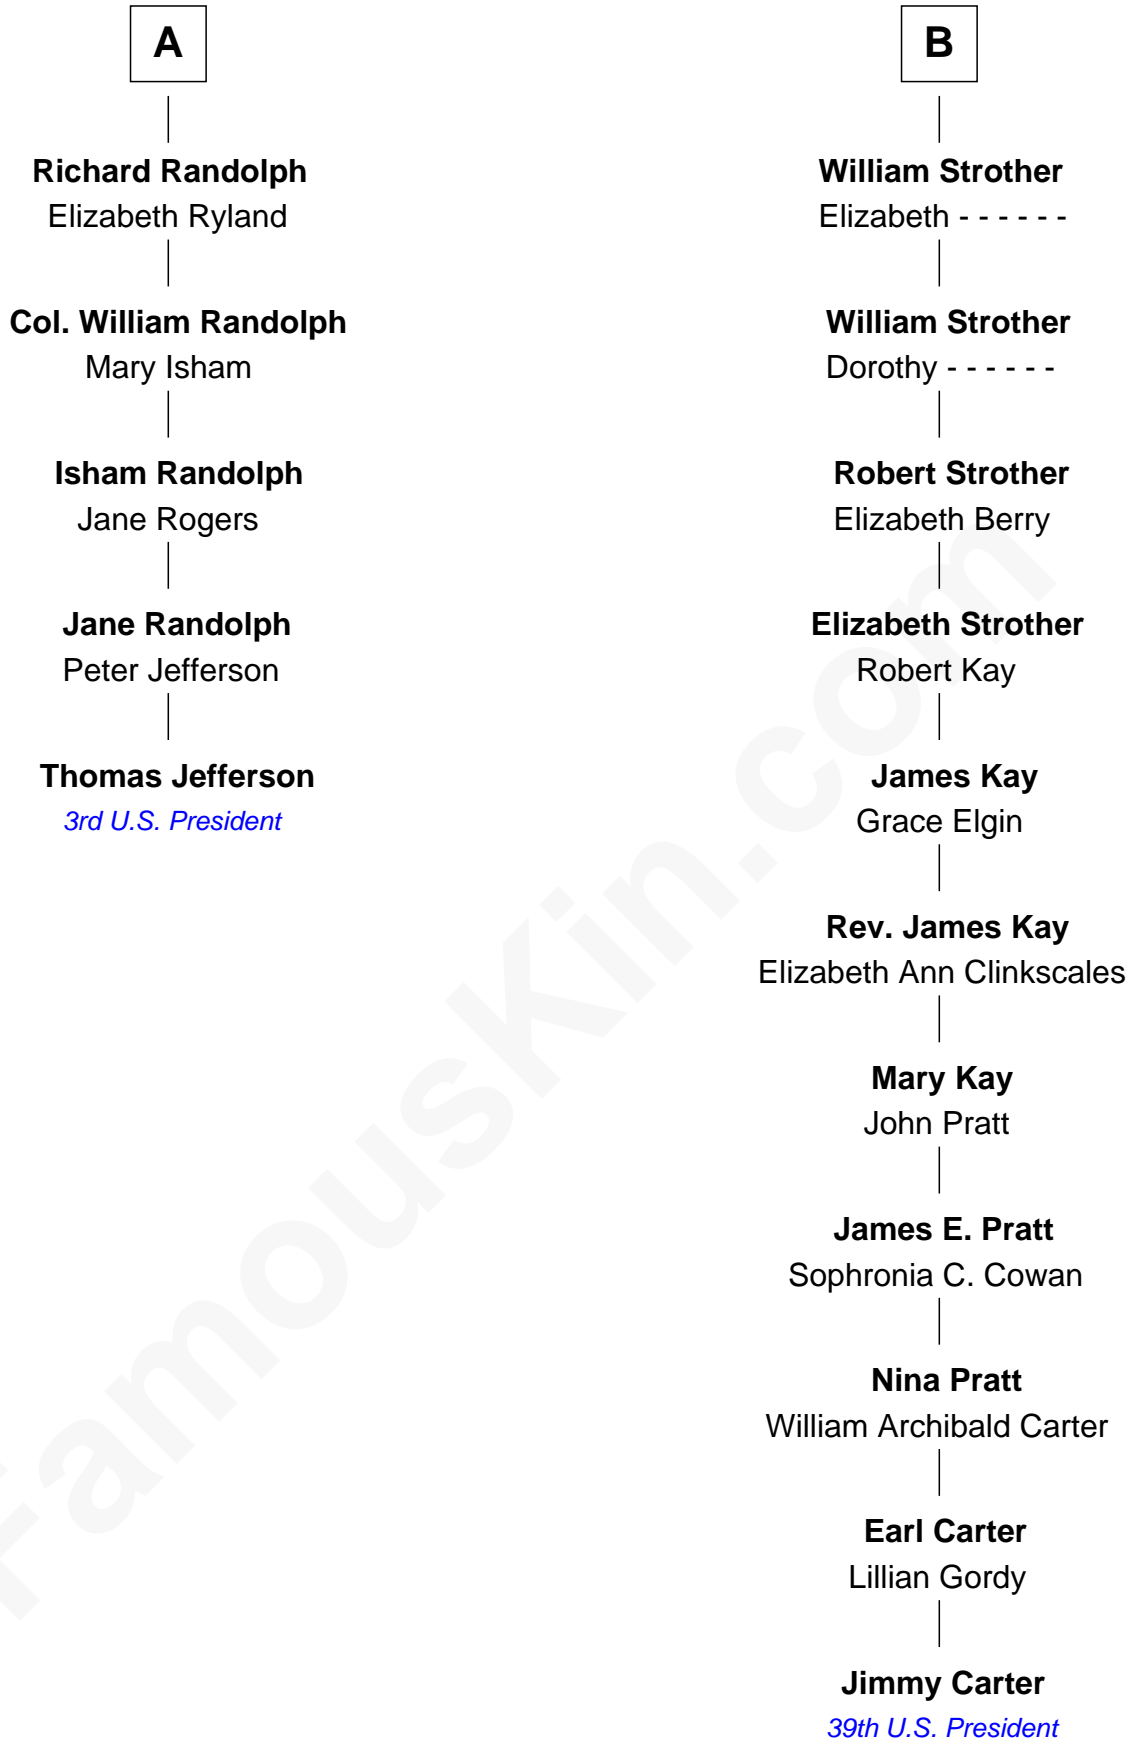 A
Richard Randolph
Elizabeth Ryland
Col. William Randolph
Mary Isham
Isham Randolph
Jane Rogers
Jane Randolph
Peter Jefferson
Thomas Jefferson
3rd U.S. President
B
William Strother
Elizabeth - - - - - -
William Strother
Dorothy - - - - - -
Robert Strother
Elizabeth Berry
Elizabeth Strother
Robert Kay
James Kay
Grace Elgin
Rev. James Kay
Elizabeth Ann Clinkscales
Mary Kay
John Pratt
James E. Pratt
Sophronia C. Cowan
Nina Pratt
William Archibald Carter
Earl Carter
Lillian Gordy
Jimmy Carter
39th U.S. President
FamousKin.com